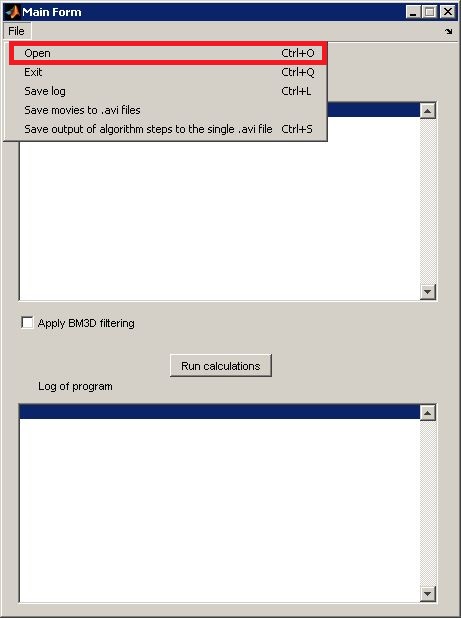 Main Form
File
Open Ctrl+O
Exit Ctrl+Q
Save log Ctrl+L
Save movies to .avi files
Save output of algorithm steps to the single .avi file Ctrl+S
Apply BM3D filtering
Run calculations
Log of program